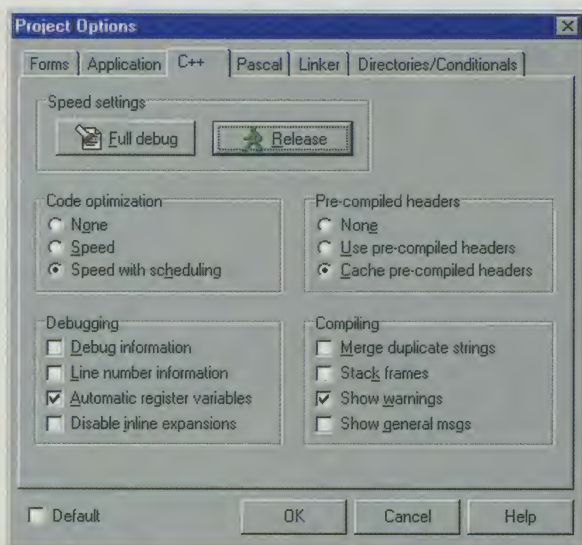 Project Options
Forms
Application
C++
Pascal
Linker
Directories/Conditionals
Speed settings
Full debug
Release
Code optimization
None
Speed
Speed with scheduling
Pre-compiled headers
None
Use pre-compiled headers
Cache pre-compiled headers
Debugging
Debug information
Line number information
Automatic register variables
Disable inline expansions
Compiling
Merge duplicate strings
Stack frames
Show warnings
Show general msgs
Default
OK
Cancel
Help